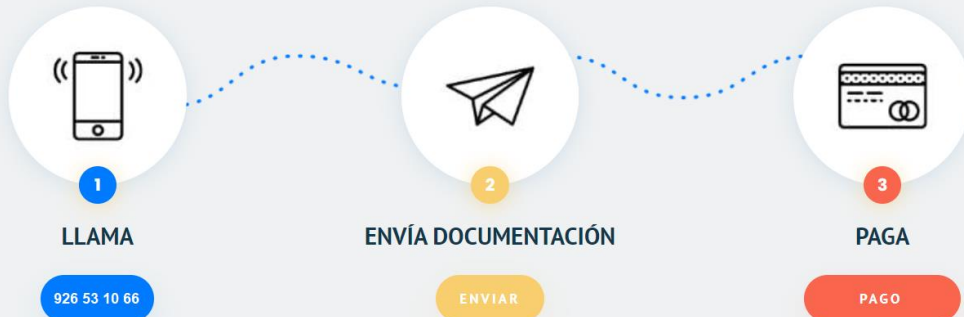 1
LLAMA
926 53 10 66
2
ENVÍA DOCUMENTACIÓN
ENVIAR
3
PAGA
PAGO